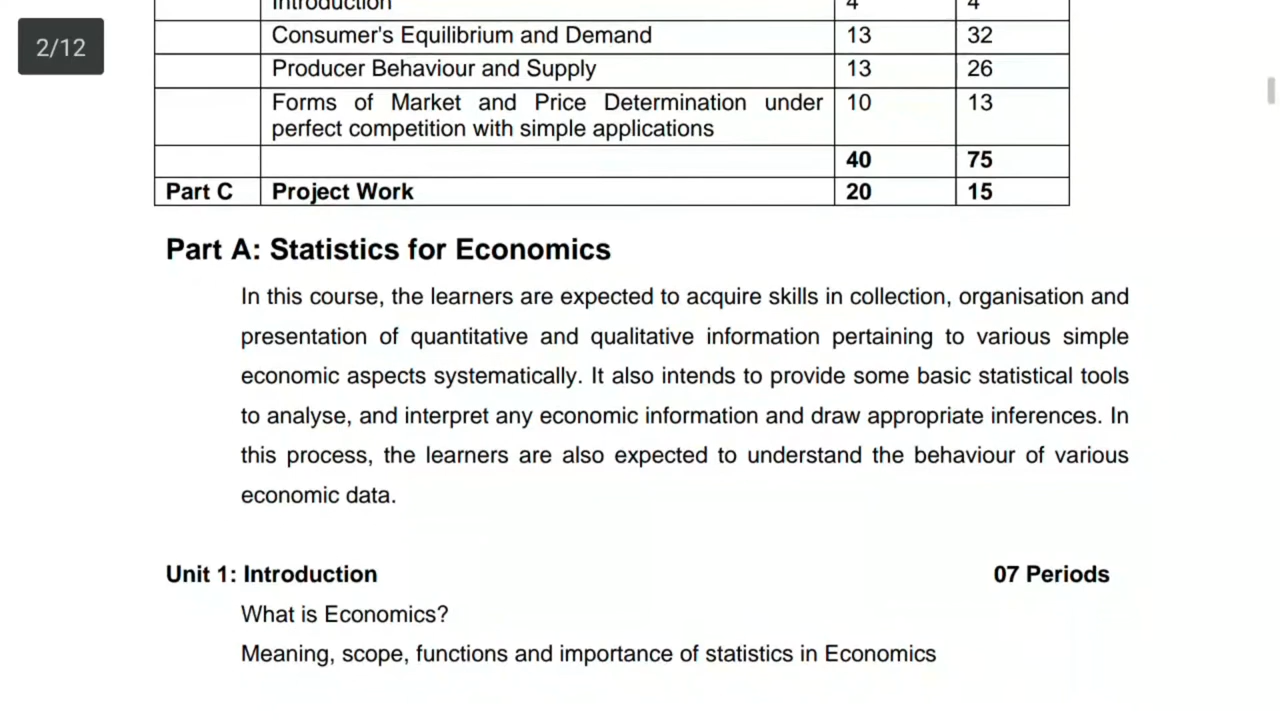 2/12
Introduction 4 4
Consumer's Equilibrium and Demand 13 32
Producer Behaviour and Supply 13 26
Forms of Market and Price Determination under 10 13
perfect competition with simple applications
40 75
Part C Project Work 20 15
Part A: Statistics for Economics
In this course, the learners are expected to acquire skills in collection, organisation and
presentation of quantitative and qualitative information pertaining to various simple
economic aspects systematically. It also intends to provide some basic statistical tools
to analyse, and interpret any economic information and draw appropriate inferences. In
this process, the learners are also expected to understand the behaviour of various
economic data.
Unit 1: Introduction 07 Periods
What is Economics?
Meaning, scope, functions and importance of statistics in Economics